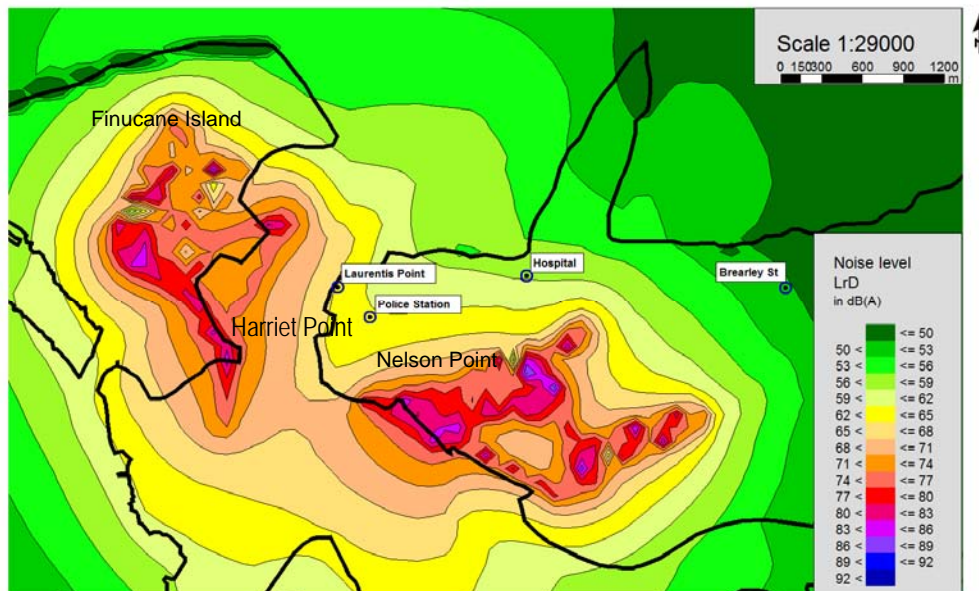 Scale 1:29000
0 150300 600 900 1200
m
Finucane Island
Laurentis Point
Hospital
Brearley St
Police Station
Harriet Point
Nelson Point
Noise level
LrD
in dB(A)
<= 50
50 < <= 53
53 < <= 56
56 < <= 59
59 < <= 62
62 < <= 65
65 < <= 68
68 < <= 71
71 < <= 74
74 < <= 77
77 < <= 80
80 < <= 83
83 < <= 86
86 < <= 89
89 < <= 92
92 <